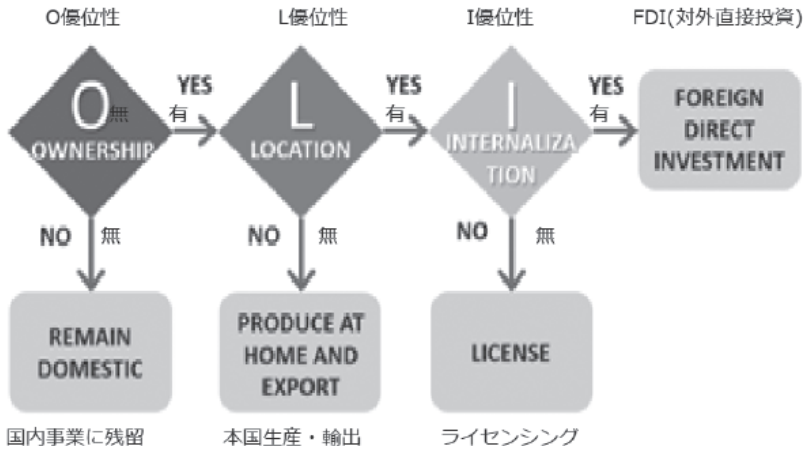 O優位性
L優位性
I優位性
FDI(対外直接投資)
O
無
OWNERSHIP
YES
有
L
LOCATION
YES
有
I
INTERNALIZA
TION
YES
有
FOREIGN
DIRECT
INVESTMENT
NO
無
NO
無
NO
無
REMAIN
DOMESTIC
PRODUCE AT
HOME AND
EXPORT
LICENSE
国内事業に残留
本国生産・輸出
ライセンシング